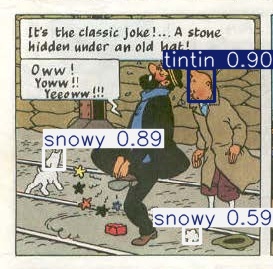 It's the classic joke!... A stone
hidden under an old hat!
Oww!
Yoww!!
Yeeoww!!!
tintin 0.90
snowy 0.89
snowy 0.59